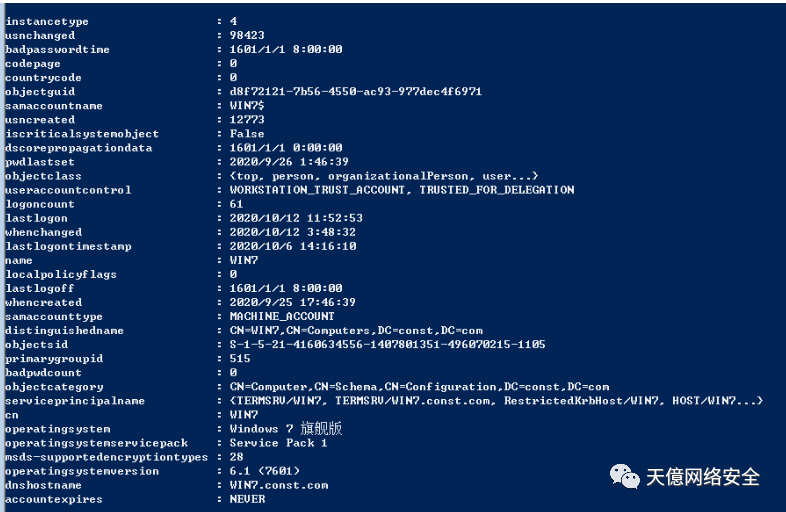 instancetype : 4
usnchanged : 98423
badpasswordtime : 1601/1/1 8:00:00
codepage : 0
countrycode : 0
objectguid : d8f72121-7b56-4550-ac93-977dec4f6971
samaccountname : WIN7$
usncreated : 12773
iscriticalsystemobject : False
dscorepropagationdata : 1601/1/1 0:00:00
pwdlastset : 2020/9/26 1:46:39
objectclass : {top, person, organizationalPerson, user...}
useraccountcontrol : WORKSTATION_TRUST_ACCOUNT, TRUSTED_FOR_DELEGATION
logoncount : 61
lastlogon : 2020/10/12 11:52:53
whenchanged : 2020/10/12 3:48:32
lastlogontimestamp : 2020/10/6 14:16:10
name : WIN7
localpolicyflags : 0
lastlogoff : 1601/1/1 8:00:00
whencreated : 2020/9/25 17:46:39
samaccounttype : MACHINE_ACCOUNT
distinguishedname : CN=WIN7,CN=Computers,DC=const,DC=com
objectsid : S-1-5-21-4160634556-1407801351-496070215-1105
primarygroupid : 515
badpwdcount : 0
objectcategory : CN=Computer,CN=Schema,CN=Configuration,DC=const,DC=com
serviceprincipalname : {TERMSRV/WIN7, TERMSRV/WIN7.const.com, RestrictedKrbHost/WIN7, HOST/WIN7...}
cn : WIN7
operatingsystem : Windows 7 旗舰版
operatingsystemservicepack : Service Pack 1
msds-supportedencryptiontypes : 28
operatingsystemversion : 6.1 (7601)
dnshostname : WIN7.const.com
accountexpires : NEVER
天億网络安全